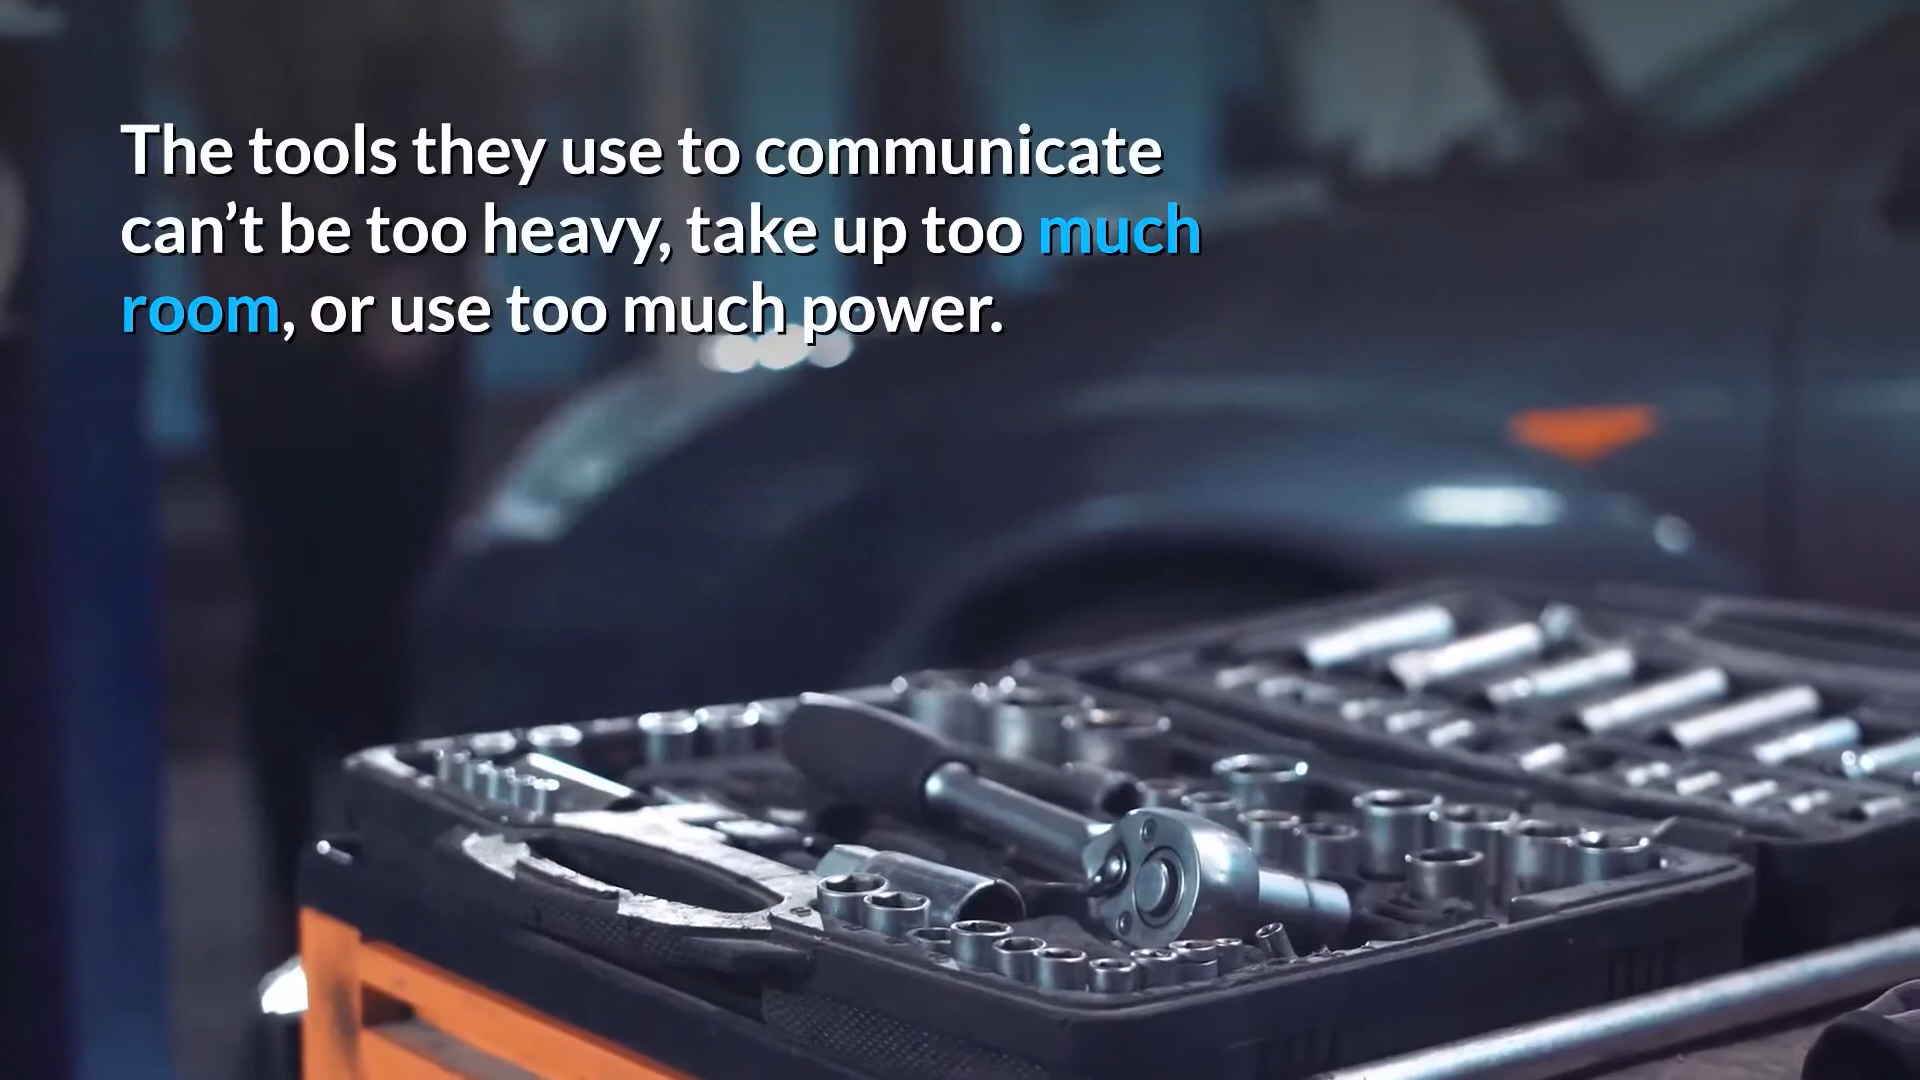 The tools they use to communicate
can’t be too heavy, take up too much
room, or use too much power.